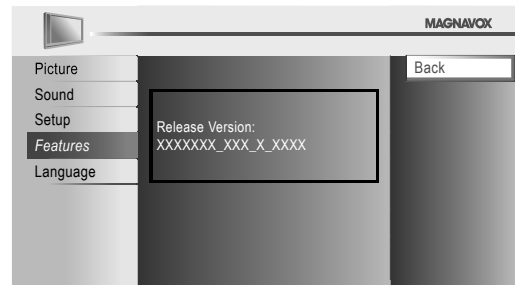 MAGNAVOX
Picture
Sound
Setup
Features
Language
Release Version:
XXXXXXX_XXX_X_XXXX
Back